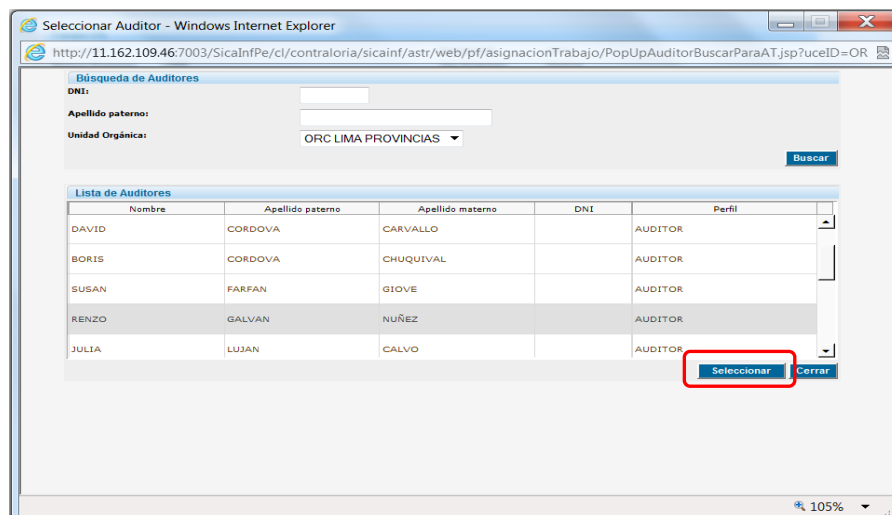 Seleccionar Auditor - Windows Internet Explorer
http://11.162.109.46:7003/SicaInfPe/cl/contraloria/sicainf/astr/web/pf/asignacionTrabajo/PopUpAuditorBuscarParaAT.jsp?uceID=OR
Búsqueda de Auditores
DNI:
Apellido paterno:
Unidad Orgánica: ORC LIMA PROVINCIAS
Buscar
Lista de Auditores
Nombre Apellido paterno Apellido materno DNI Perfil
DAVID CORDOVA CARVALLO AUDITOR
BORIS CORDOVA CHUQUIVAL AUDITOR
SUSAN FARFAN GIOVE AUDITOR
RENZO GALVAN NUÑEZ AUDITOR
JULIA LUJAN CALVO AUDITOR
Seleccionar Cerrar
105%